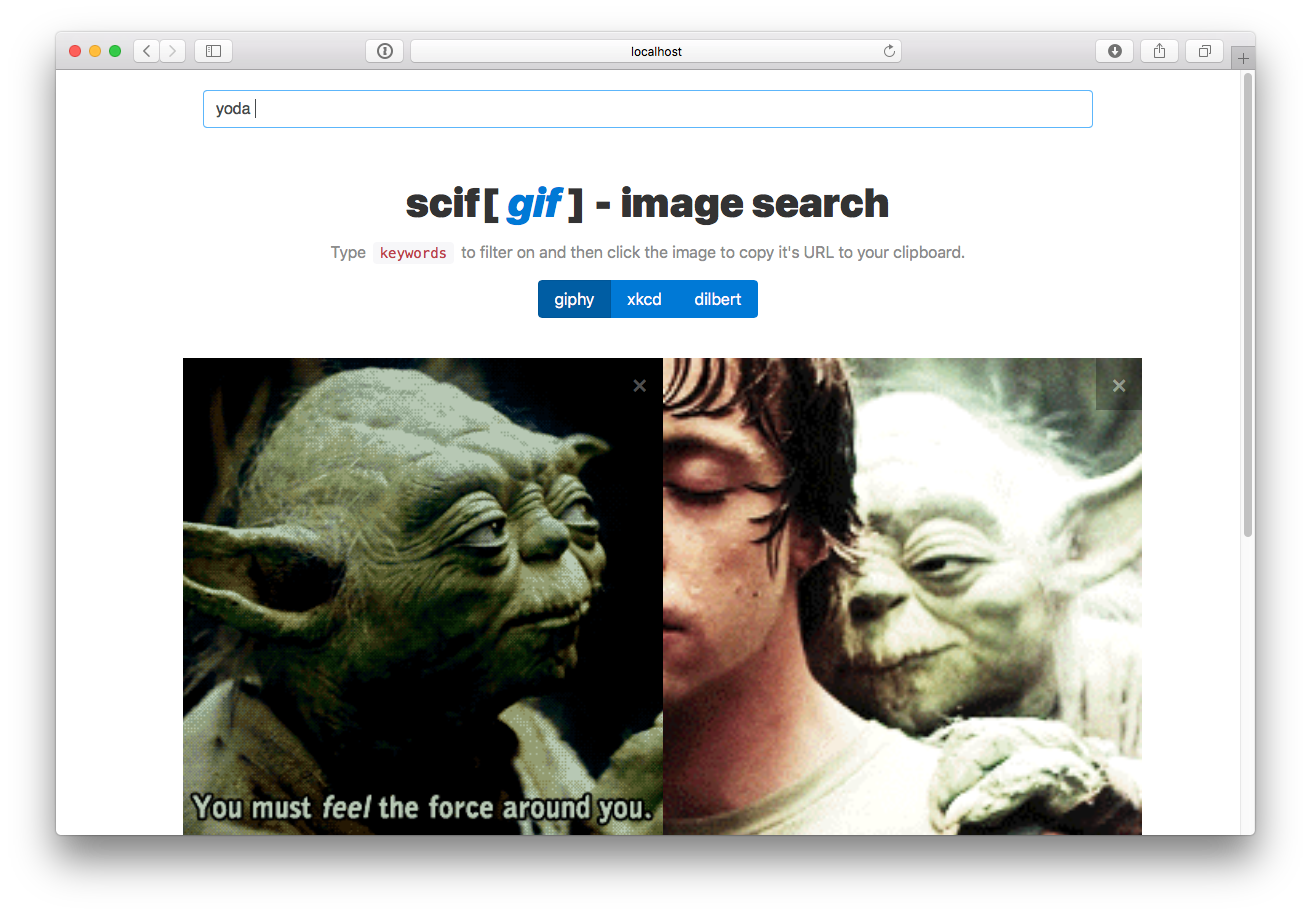 localhost
yoda
scif[ gif ] - image search
Type keywords to filter on and then click the image to copy it's URL to your clipboard.
giphy xkcd dilbert
You must feel the force around you.